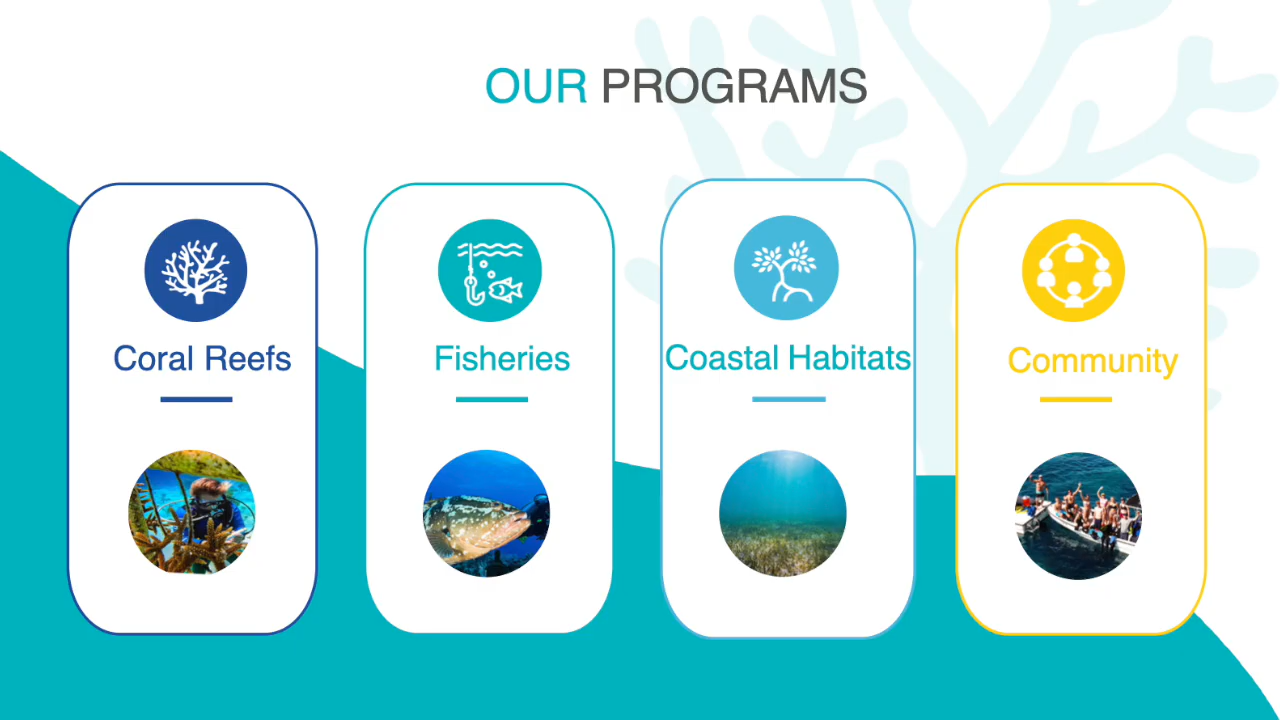 OUR PROGRAMS
Coral Reefs
Fisheries
Coastal Habitats
Community